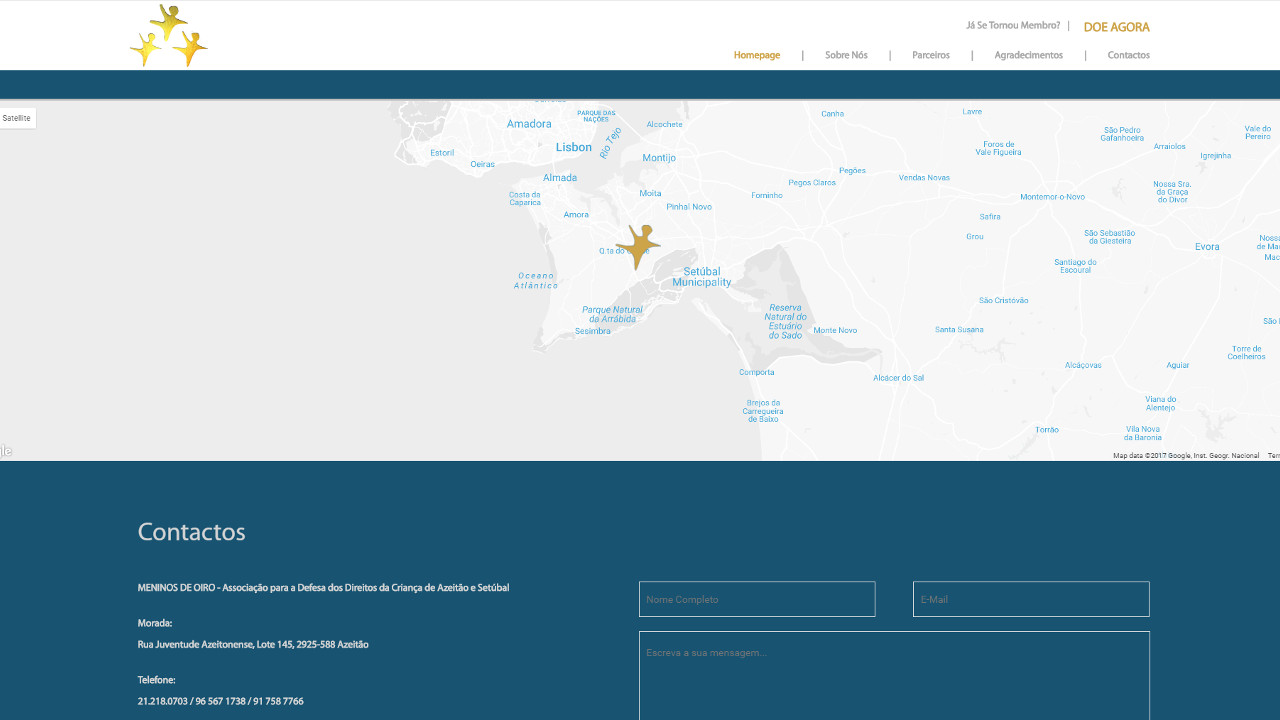 Já Se Tornou Membro? |
DOE AGORA
Homepage | Sobre Nós | Parceiros | Agradecimentos | Contactos
Satellite
PARQUE DAS
NAÇÕES
Canha
Lavre
Amadora
Alcochete
Rio Tejo
São Pedro
Gafanhoeira
Vale do
Pereiro
Estoril
Lisbon
Montijo
Foros de
Vale Figueira
Arraiolos
Igrejinha
Oeiras
Almada
Pegões
Pegos Claros
Vendas Novas
Costa da
Caparica
Moita
Forninho
Montemor-o-Novo
Nossa Sra.
da Graça
do Divor
Amora
Pinhal Novo
Safira
Grou
São Sebastião
da Giesteira
Evora
Q.ta do
Oceano
Atlântico
Setúbal
Municipality
Santiago do
Escoural
Parque Natural
da Arrábida
Sesimbra
Reserva
Natural do
Estuário
do Sado
Monte Novo
São Cristóvão
Santa Susana
Torre de
Coelheiros
Comporta
Alcácer do Sal
Alcáçovas
Aguiar
Brejos da
Carregueira
de Baixo
Viana do
Alentejo
Torrão
Vila Nova
da Baronia
Map data ©2017 Google, Inst. Geogr. Nacional
Contactos
MENINOS DE OIRO - Associação para a Defesa dos Direitos da Criança de Azeitão e Setúbal
Morada:
Rua Juventude Azeitonense, Lote 145, 2925-588 Azeitão
Telefone:
21.218.0703 / 96 567 1738 / 91 758 7766
Nome Completo
E-Mail
Escreva a sua mensagem...